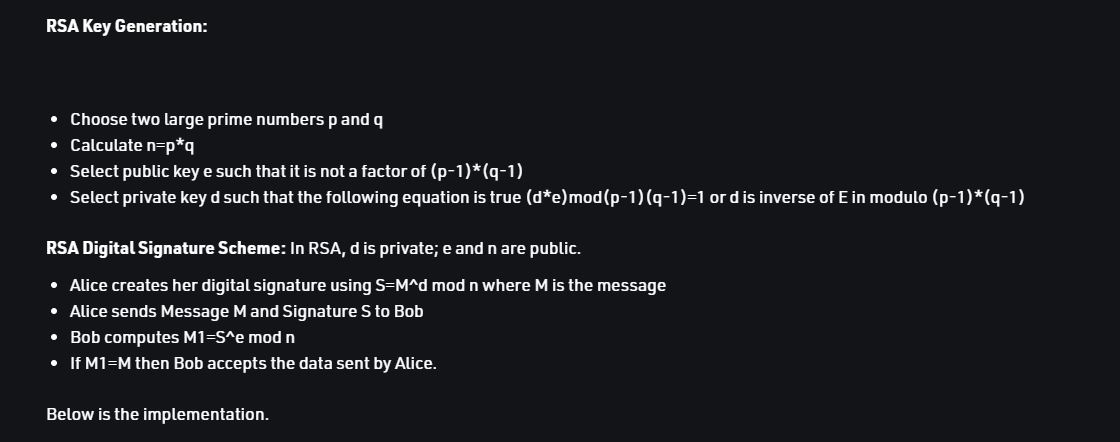 RSA Key Generation:
• Choose two large prime numbers p and q
• Calculate n=p*q
• Select public key e such that it is not a factor of (p-1)*(q-1)
• Select private key d such that the following equation is true (d*e)mod(p-1)(q-1)=1 or d is inverse of E in modulo (p-1)*(q-1)
RSA Digital Signature Scheme: In RSA, d is private; e and n are public.
• Alice creates her digital signature using S=M^d mod n where M is the message
• Alice sends Message M and Signature S to Bob
• Bob computes M1=S^e mod n
• If M1=M then Bob accepts the data sent by Alice.
Below is the implementation.